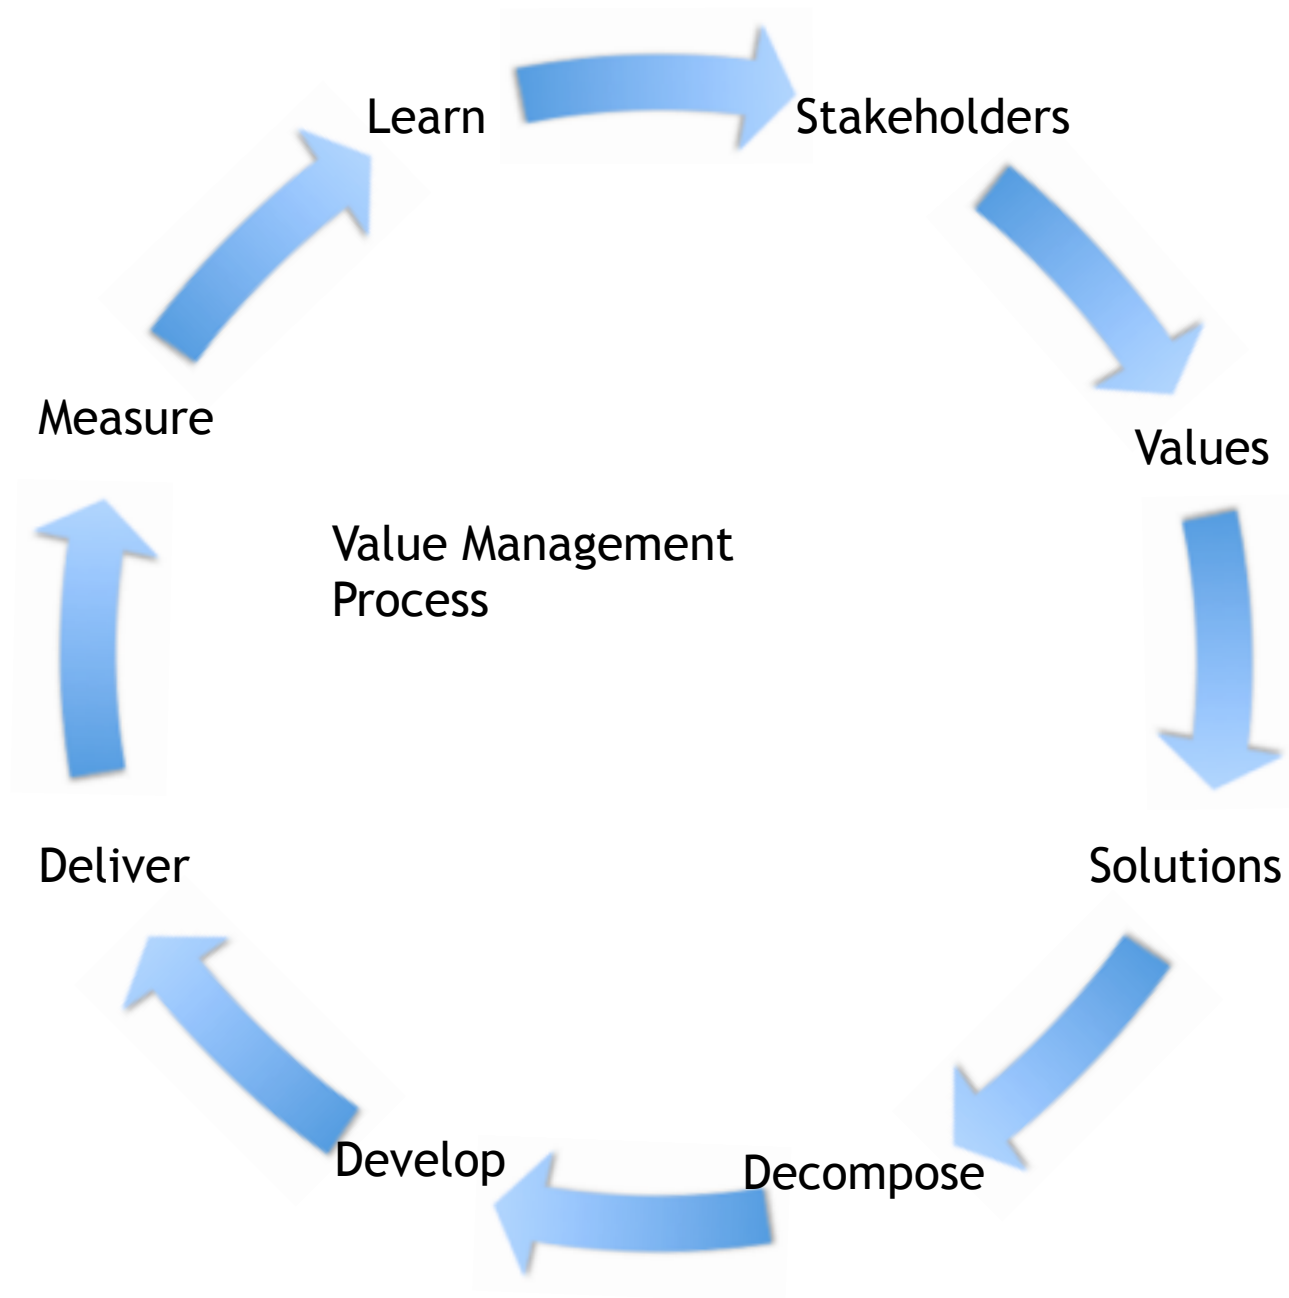 Learn
Stakeholders
Measure
Values
Value Management
Process
Deliver
Solutions
Develop
Decompose